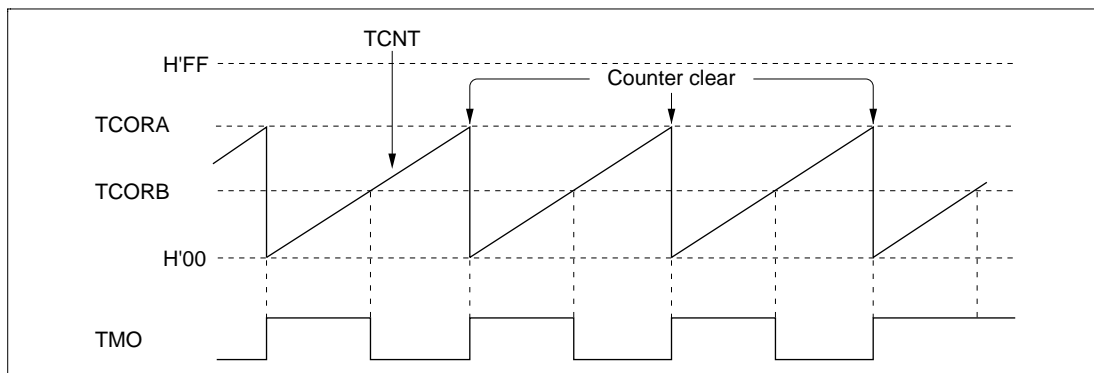 TCNT
H'FF
Counter clear
TCORA
TCORB
H'00
TMO